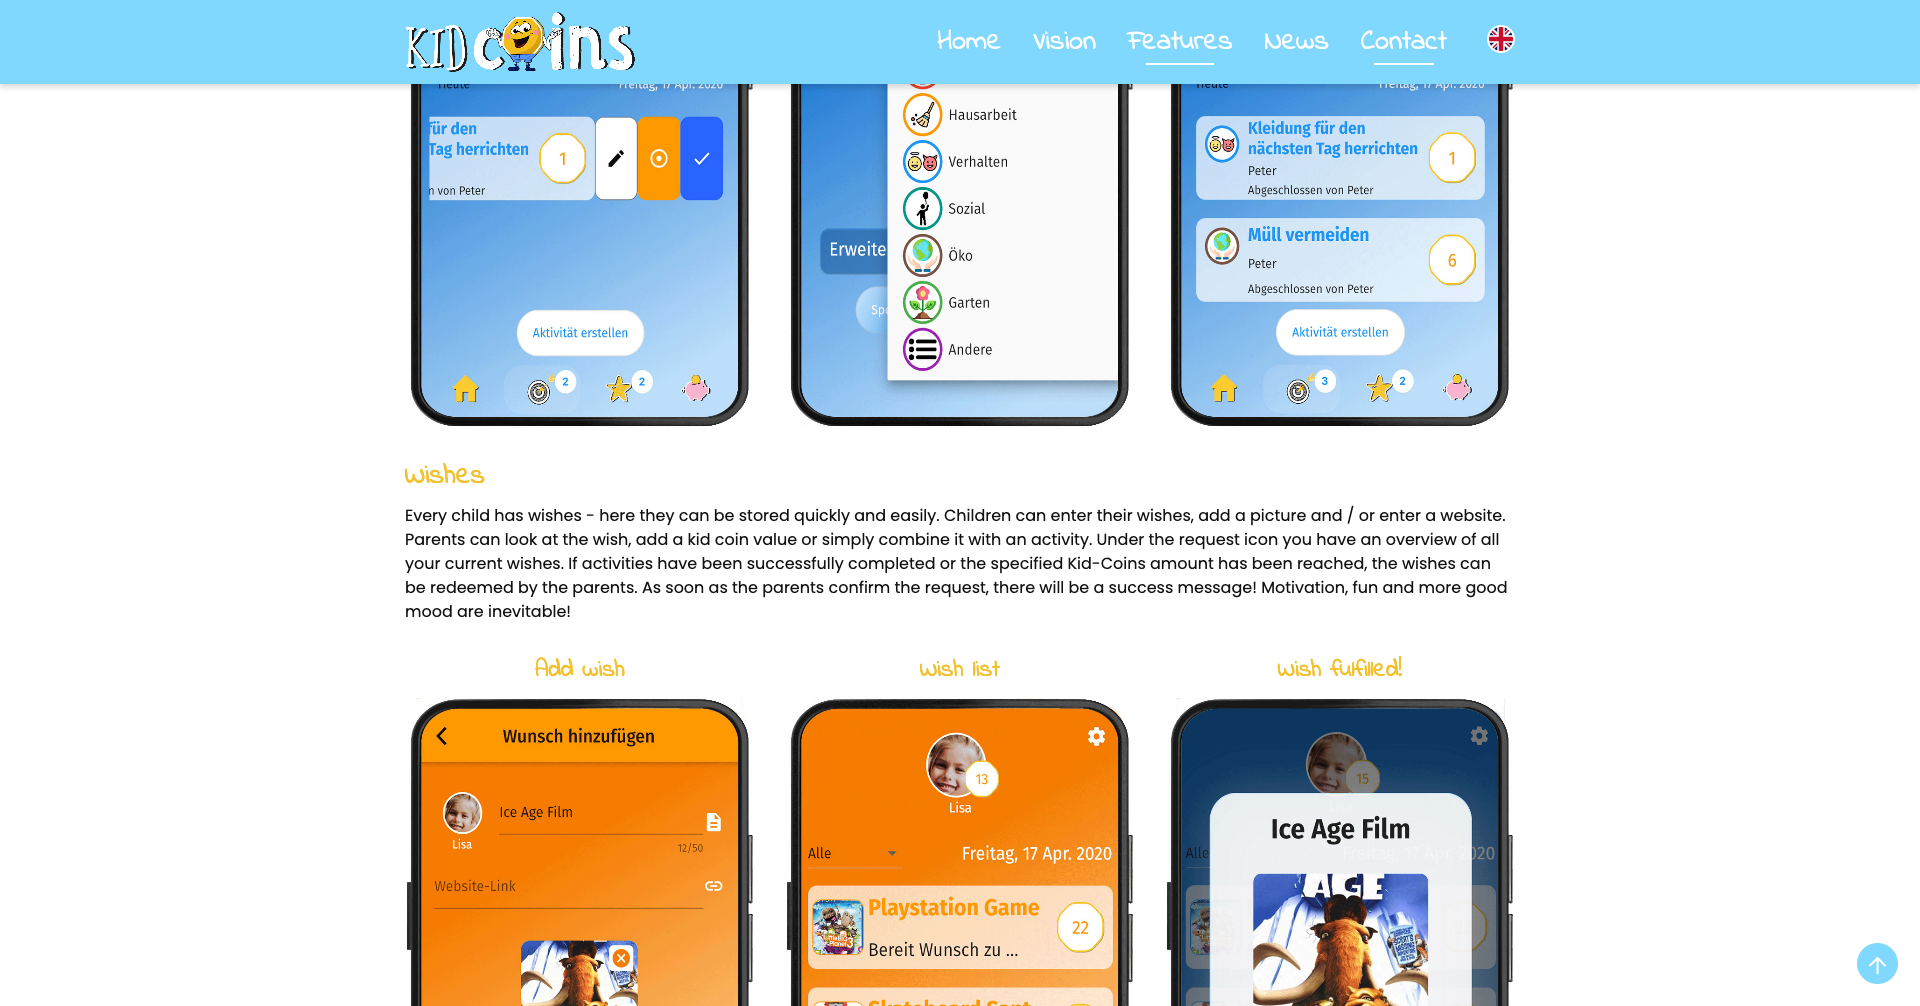 KID coins
Home Vision Features News Contact
Heute Freitag, 17 Apr. 2020
für den
Tag herrichten
1
n von Peter
Aktivität erstellen
2 2
Hausarbeit
Verhalten
Sozial
Öko
Garten
Andere
Erweite
Spo
Heute Freitag, 17 Apr. 2020
Kleidung für den
nächsten Tag herrichten
1
Peter
Abgeschlossen von Peter
Müll vermeiden
6
Peter
Abgeschlossen von Peter
Aktivität erstellen
3 2
Wishes
Every child has wishes - here they can be stored quickly and easily. Children can enter their wishes, add a picture and / or enter a website.
Parents can look at the wish, add a kid coin value or simply combine it with an activity. Under the request icon you have an overview of all
your current wishes. If activities have been successfully completed or the specified Kid-Coins amount has been reached, the wishes can
be redeemed by the parents. As soon as the parents confirm the request, there will be a success message! Motivation, fun and more good
mood are inevitable!
Add wish
Wunsch hinzufügen
Ice Age Film
Lisa
12/50
Website-Link
Wish list
13
Lisa
Alle Freitag, 17 Apr. 2020
Playstation Game
22
Bereit Wunsch zu ...
Wish fulfilled!
15
Ice Age Film
Alle Freitag, 17 Apr. 2020
AGE